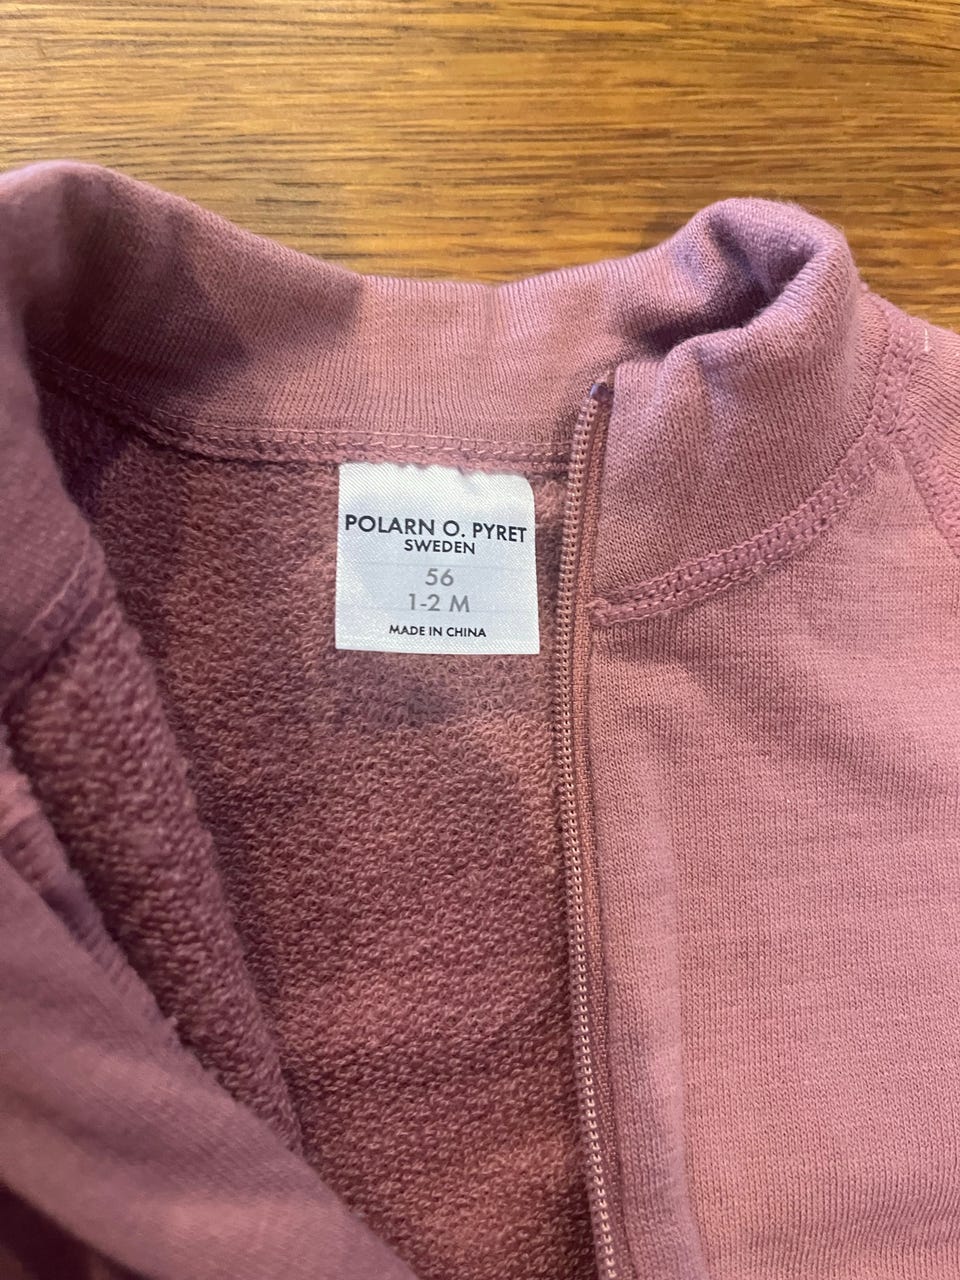 POLARN O. PYRET
SWEDEN
56
1-2 M
MADE IN CHINA